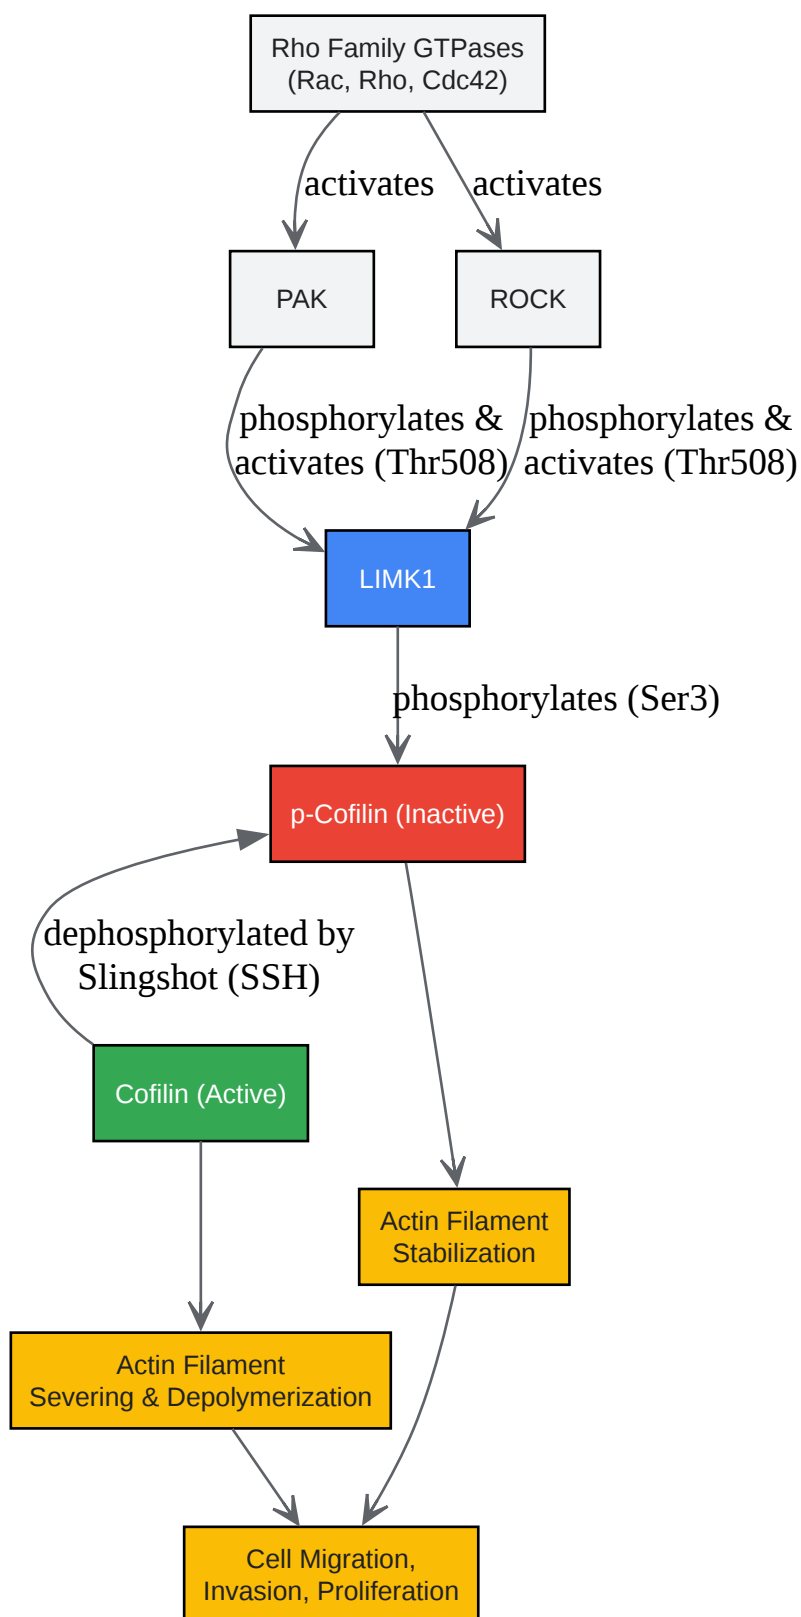 Rho Family GTPases
(Rac, Rho, Cdc42)
activates
activates
PAK
ROCK
phosphorylates &
activates (Thr508)
phosphorylates &
activates (Thr508)
LIMK1
phosphorylates (Ser3)
p-Cofilin (Inactive)
dephosphorylated by
Slingshot (SSH)
Cofilin (Active)
Actin Filament
Stabilization
Actin Filament
Severing & Depolymerization
Cell Migration,
Invasion, Proliferation